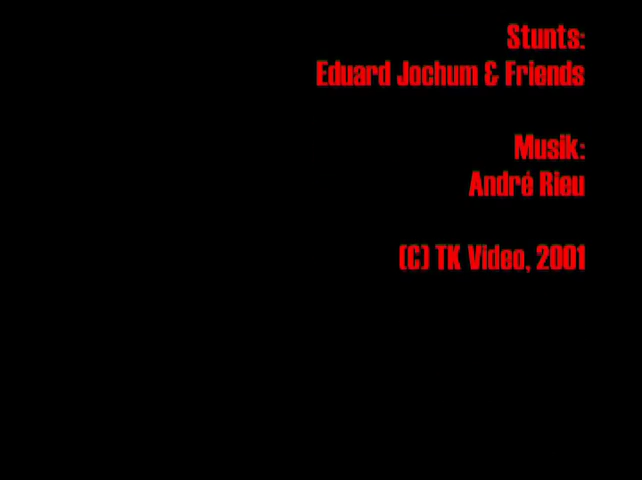 Stunts:
Eduard Jochum & Friends
Musik:
André Rieu
(C) TK Video, 2001